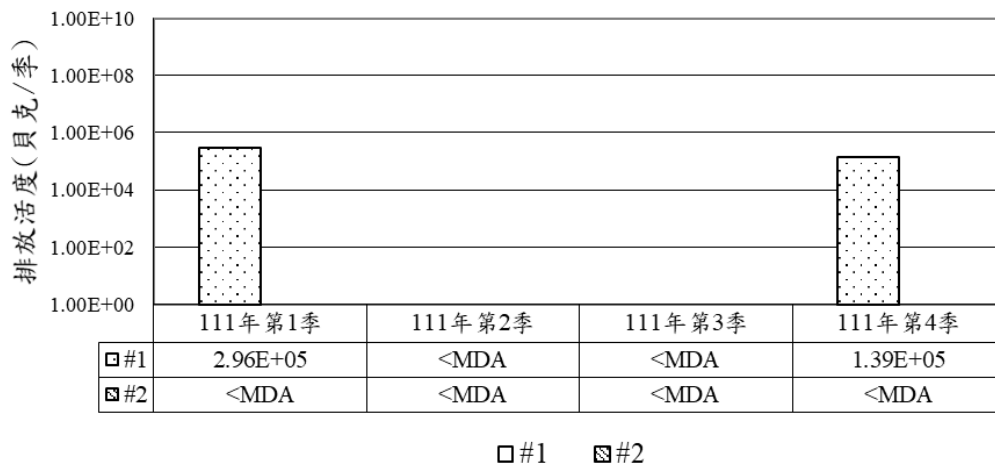 排放活度(貝克/季)
1.00E+10
1.00E+08
1.00E+06
1.00E+04
1.00E+02
1.00E+00
111年第1季 111年第2季 111年第3季 111年第4季
#1 2.96E+05 <MDA <MDA 1.39E+05
#2 <MDA <MDA <MDA <MDA
#1 #2